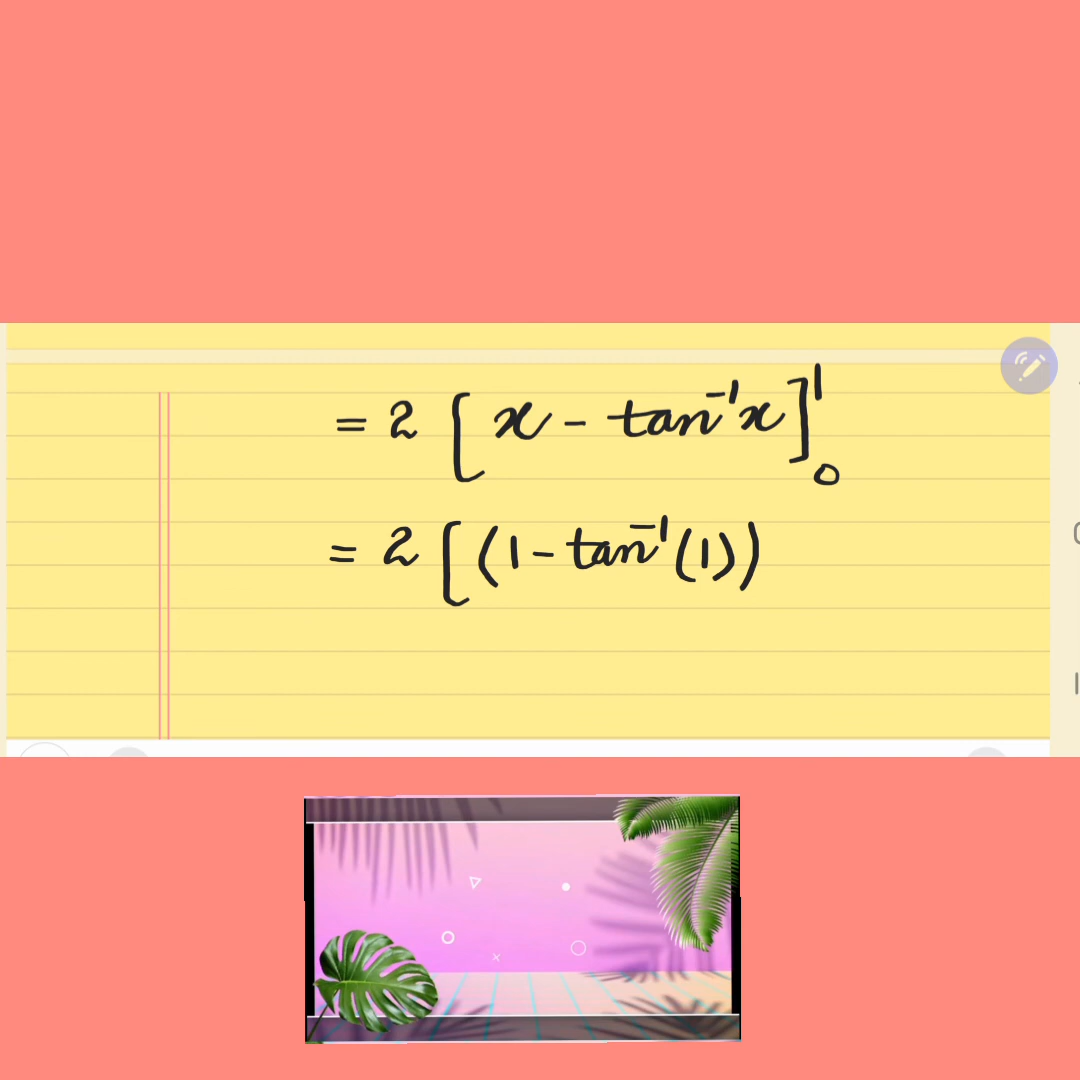 = 2 [ x - tan⁻¹x ]₀¹
= 2 [ (1 - tan⁻¹(1))